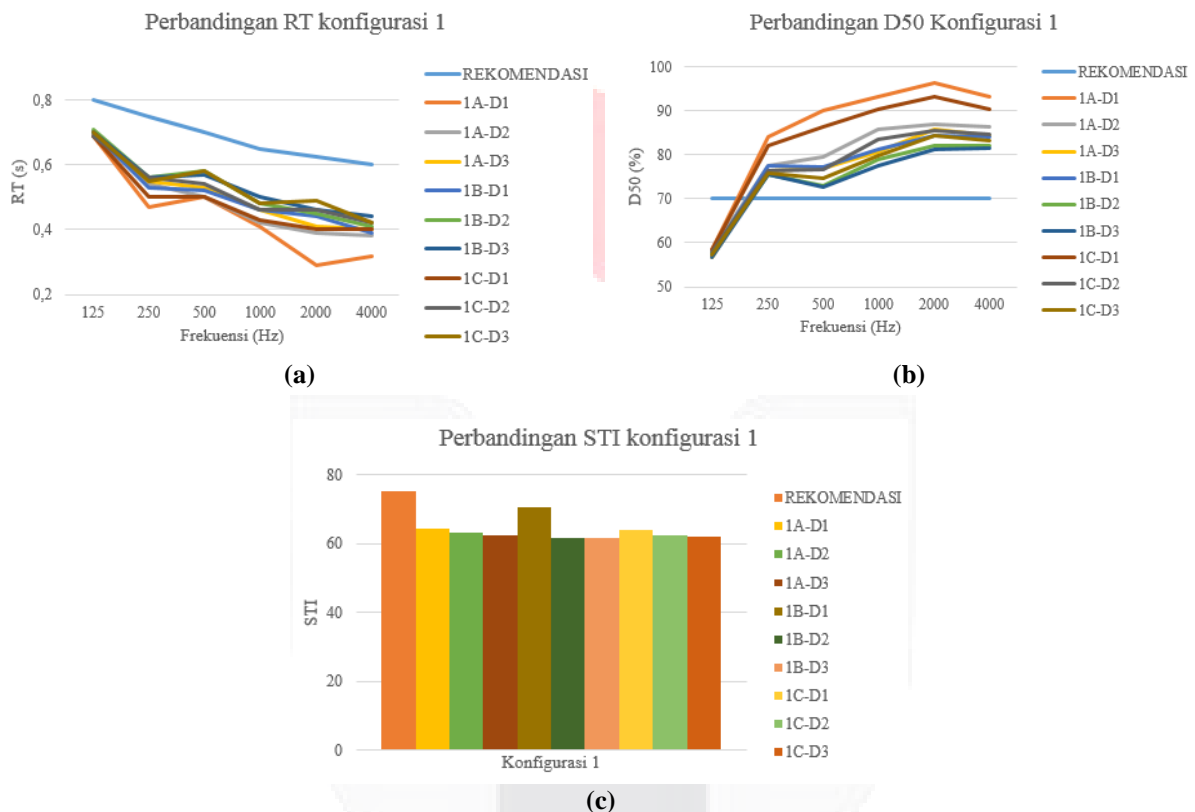 Perbandingan RT konfigurasi 1
RT (s)
0,8
0,6
0,4
0,2
125 250 500 1000 2000 4000
Frekuensi (Hz)
REKOMENDASI
1A-D1
1A-D2
1A-D3
1B-D1
1B-D2
1B-D3
1C-D1
1C-D2
1C-D3
(a)
Perbandingan D50 Konfigurasi 1
D50 (%)
100
90
80
70
60
50
125 250 500 1000 2000 4000
Frekuensi (Hz)
REKOMENDASI
1A-D1
1A-D2
1A-D3
1B-D1
1B-D2
1B-D3
1C-D1
1C-D2
1C-D3
(b)
Perbandingan STI konfigurasi 1
STI
80
60
40
20
0
Konfigurasi 1
REKOMENDASI
1A-D1
1A-D2
1A-D3
1B-D1
1B-D2
1B-D3
1C-D1
1C-D2
1C-D3
(c)